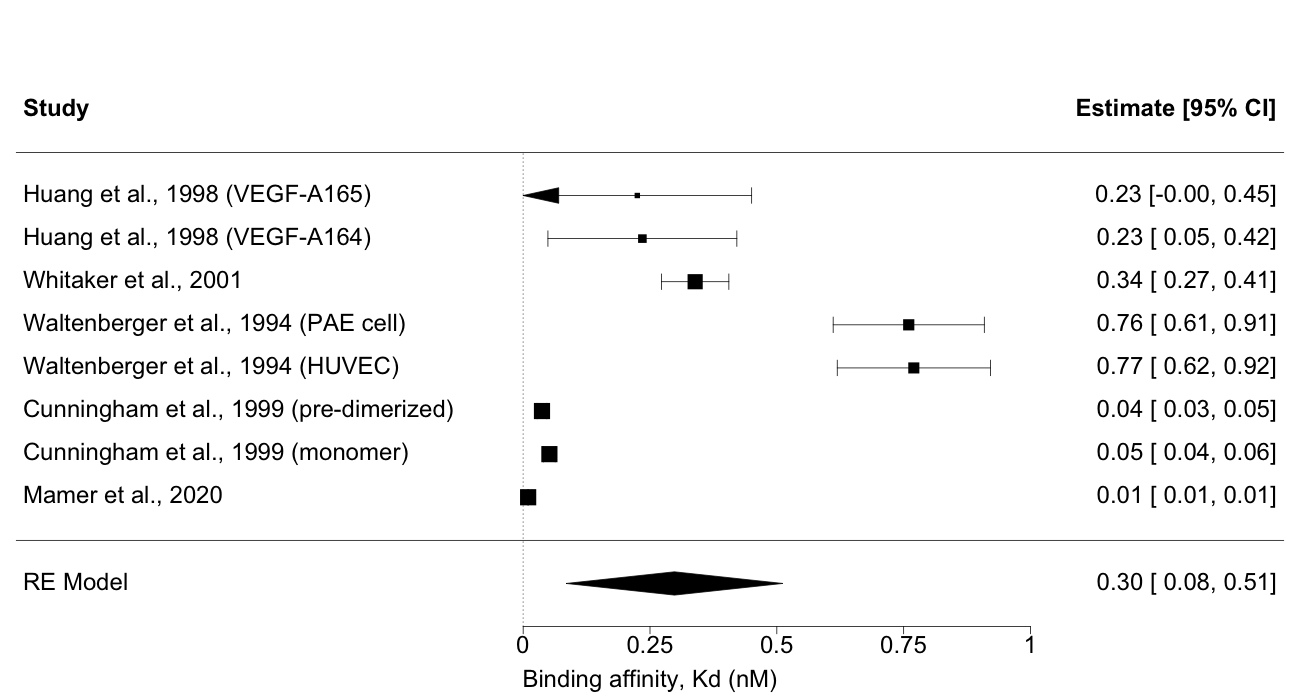 Study Estimate [95% CI]
Huang et al., 1998 (VEGF-A165) 0.23 [-0.00, 0.45]
Huang et al., 1998 (VEGF-A164) 0.23 [ 0.05, 0.42]
Whitaker et al., 2001 0.34 [ 0.27, 0.41]
Waltenberger et al., 1994 (PAE cell) 0.76 [ 0.61, 0.91]
Waltenberger et al., 1994 (HUVEC) 0.77 [ 0.62, 0.92]
Cunningham et al., 1999 (pre-dimerized) 0.04 [ 0.03, 0.05]
Cunningham et al., 1999 (monomer) 0.05 [ 0.04, 0.06]
Mamer et al., 2020 0.01 [ 0.01, 0.01]
RE Model 0.30 [ 0.08, 0.51]
0 0.25 0.5 0.75 1
Binding affinity, Kd (nM)